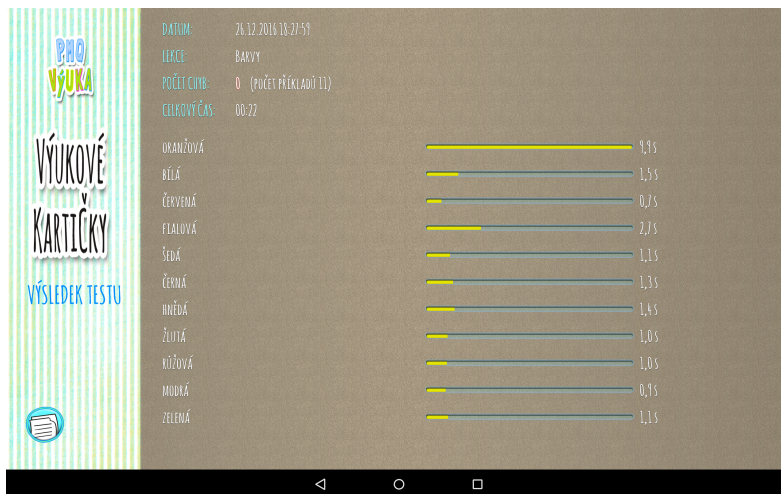 PMQ
VÝUKA
VÝUKOVÉ
KARTIČKY
VÝSLEDEK TESTU
DATUM: 26.12.2016 18:27:59
LEKCE: BARVY
POČET CHYB: 0 (POČET PŘÍKLADŮ 11)
CELKOVÝ ČAS: 00:22
ORANŽOVÁ 9,9 S
BÍLÁ 1,5 S
ČERVENÁ 0,7 S
FIALOVÁ 2,7 S
ŠEDÁ 1,1 S
ČERNÁ 1,3 S
HNĚDÁ 1,4 S
ŽLUTÁ 1,0 S
RŮŽOVÁ 1,0 S
MODRÁ 0,9 S
ZELENÁ 1,1 S